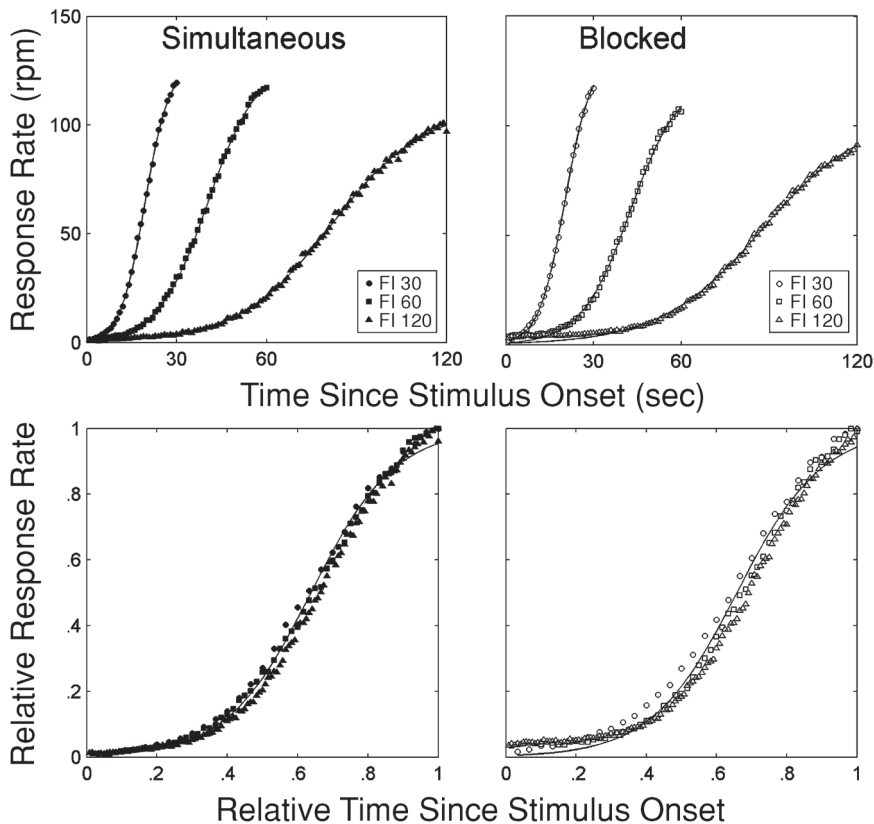 Simultaneous
Blocked
Response Rate (rpm)
150
100
50
0
FI 30
FI 60
FI 120
0 30 60 120
FI 30
FI 60
FI 120
0 30 60 120
Time Since Stimulus Onset (sec)
Relative Response Rate
1
.8
.6
.4
.2
0
0 .2 .4 .6 .8 1
0 .2 .4 .6 .8 1
Relative Time Since Stimulus Onset